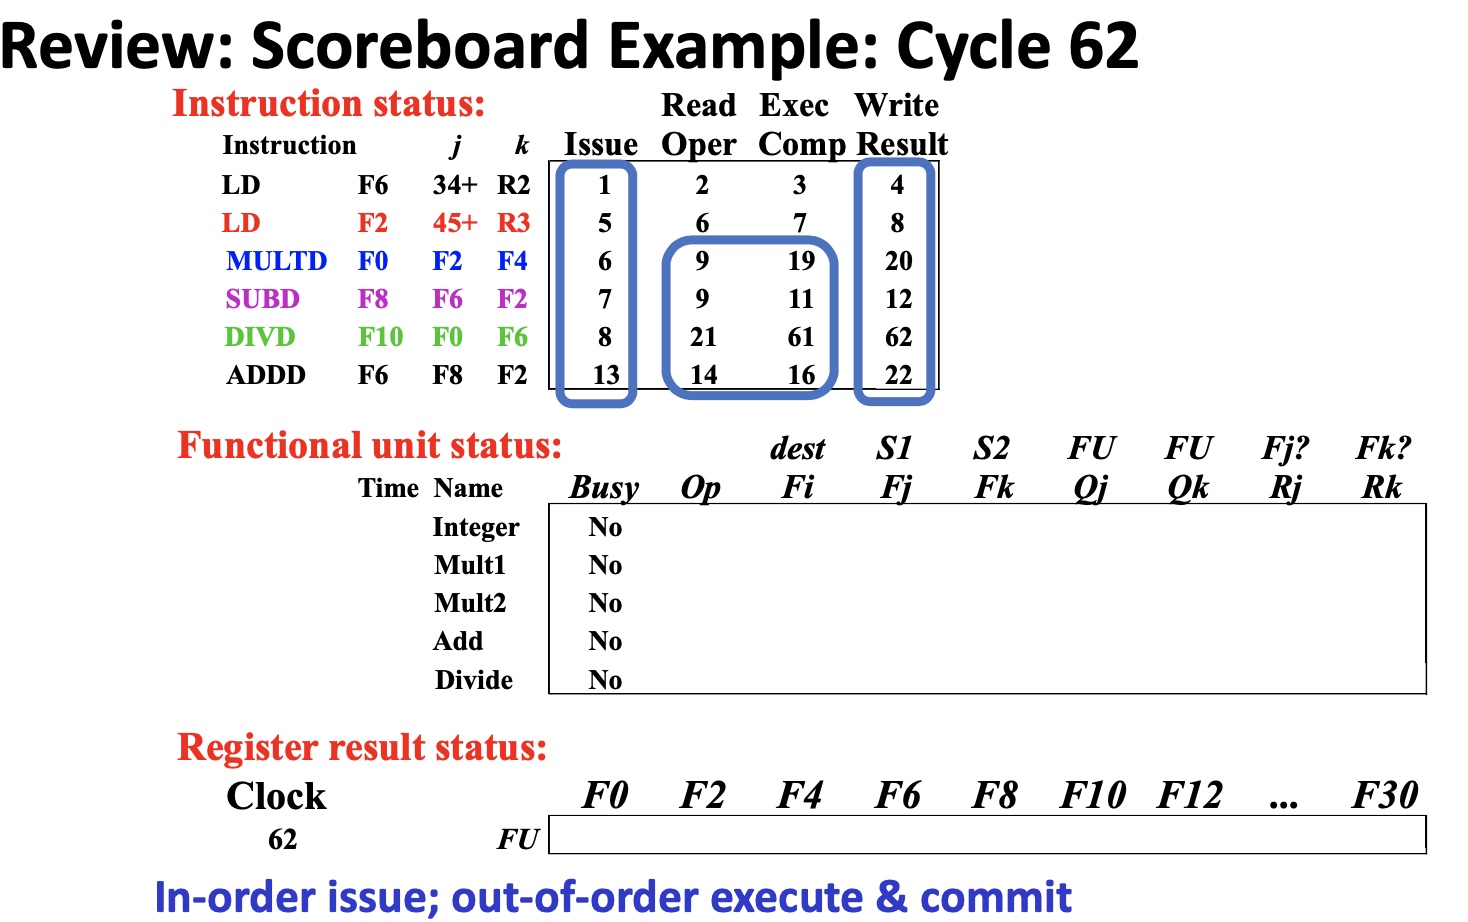 Review: Scoreboard Example: Cycle 62
Instruction status: Read Exec Write
Instruction j k Issue Oper Comp Result
LD F6 34+ R2 1 2 3 4
LD F2 45+ R3 5 6 7 8
MULTD F0 F2 F4 6 9 19 20
SUBD F8 F6 F2 7 9 11 12
DIVD F10 F0 F6 8 21 61 62
ADDD F6 F8 F2 13 14 16 22
Functional unit status: dest S1 S2 FU FU Fj? Fk?
Time Name Busy Op Fi Fj Fk Qj Qk Rj Rk
Integer No
Mult1 No
Mult2 No
Add No
Divide No
Register result status:
Clock F0 F2 F4 F6 F8 F10 F12 ... F30
62 FU
In-order issue; out-of-order execute & commit